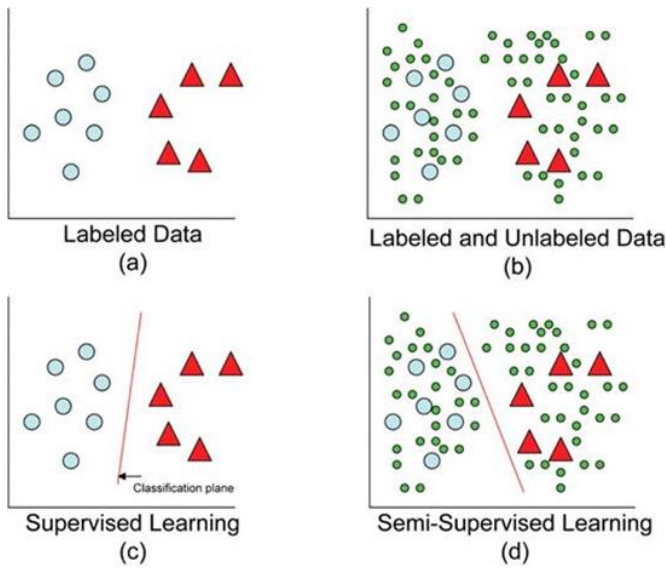 Labeled Data
(a)
Labeled and Unlabeled Data
(b)
Classification plane
Supervised Learning
(c)
Semi-Supervised Learning
(d)